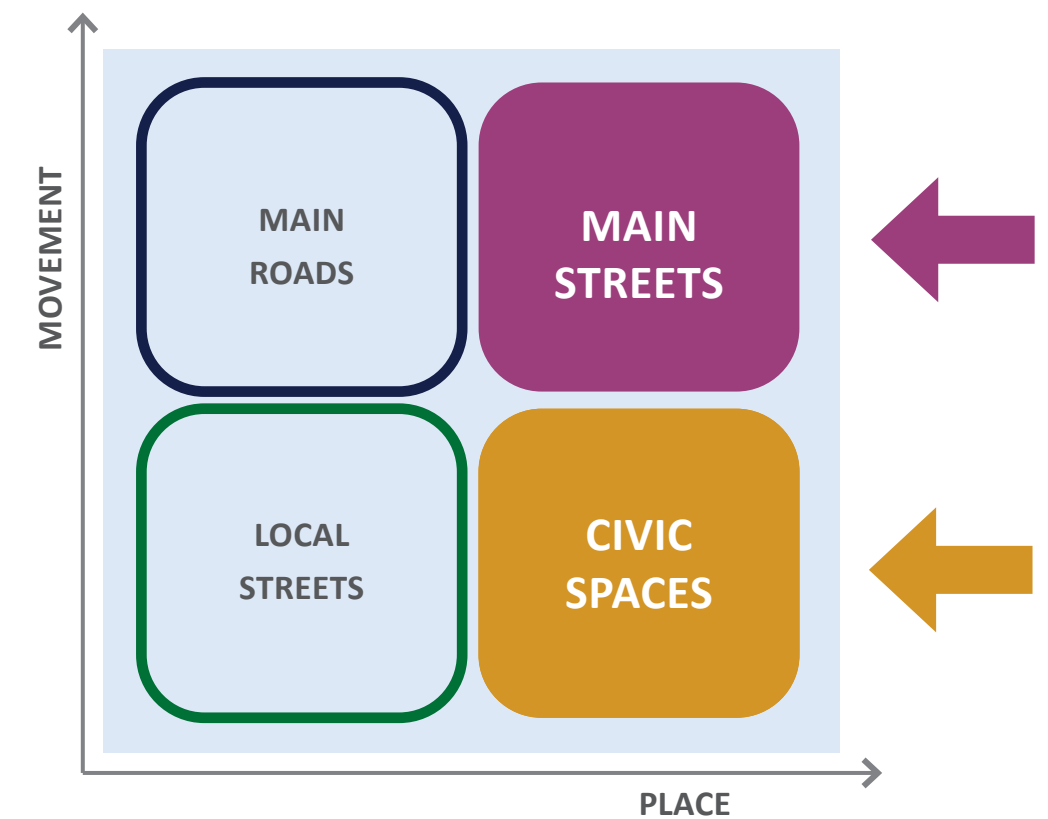 MOVEMENT
MAIN
ROADS
MAIN
STREETS
LOCAL
STREETS
CIVIC
SPACES
PLACE